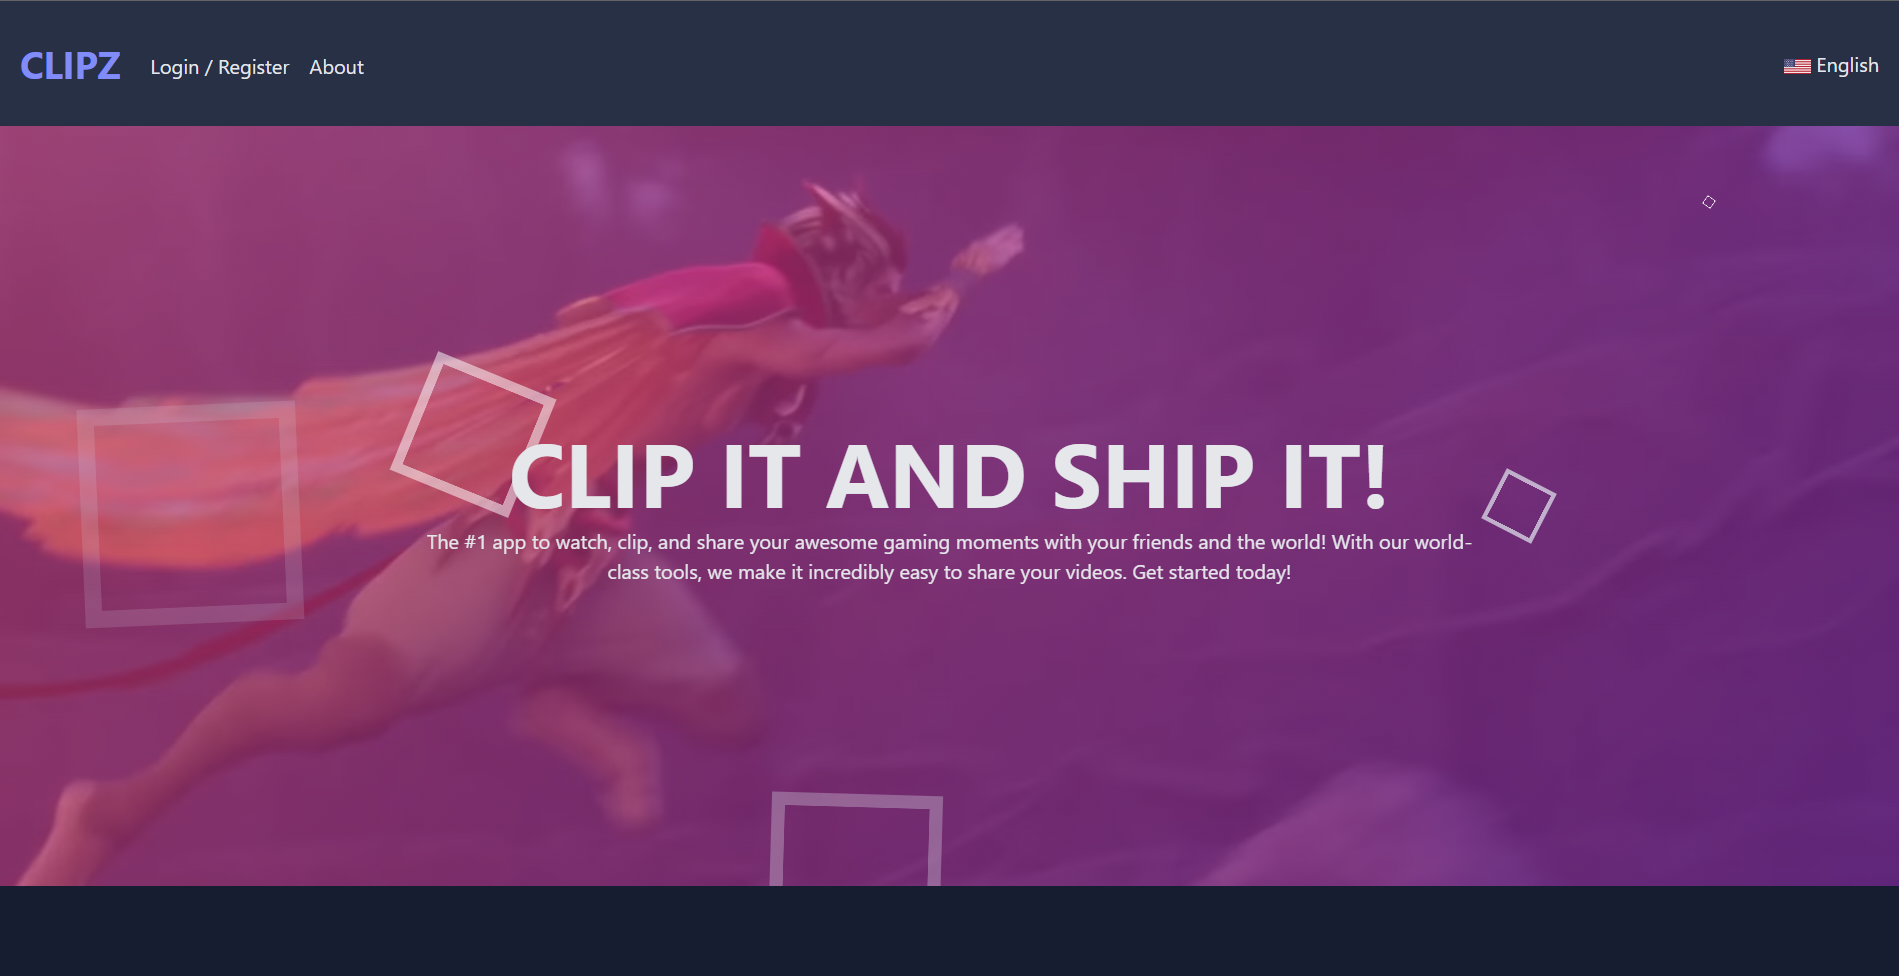 CLIPZ
Login / Register
About
English
CLIP IT AND SHIP IT!
The #1 app to watch, clip, and share your awesome gaming moments with your friends and the world! With our world-
class tools, we make it incredibly easy to share your videos. Get started today!